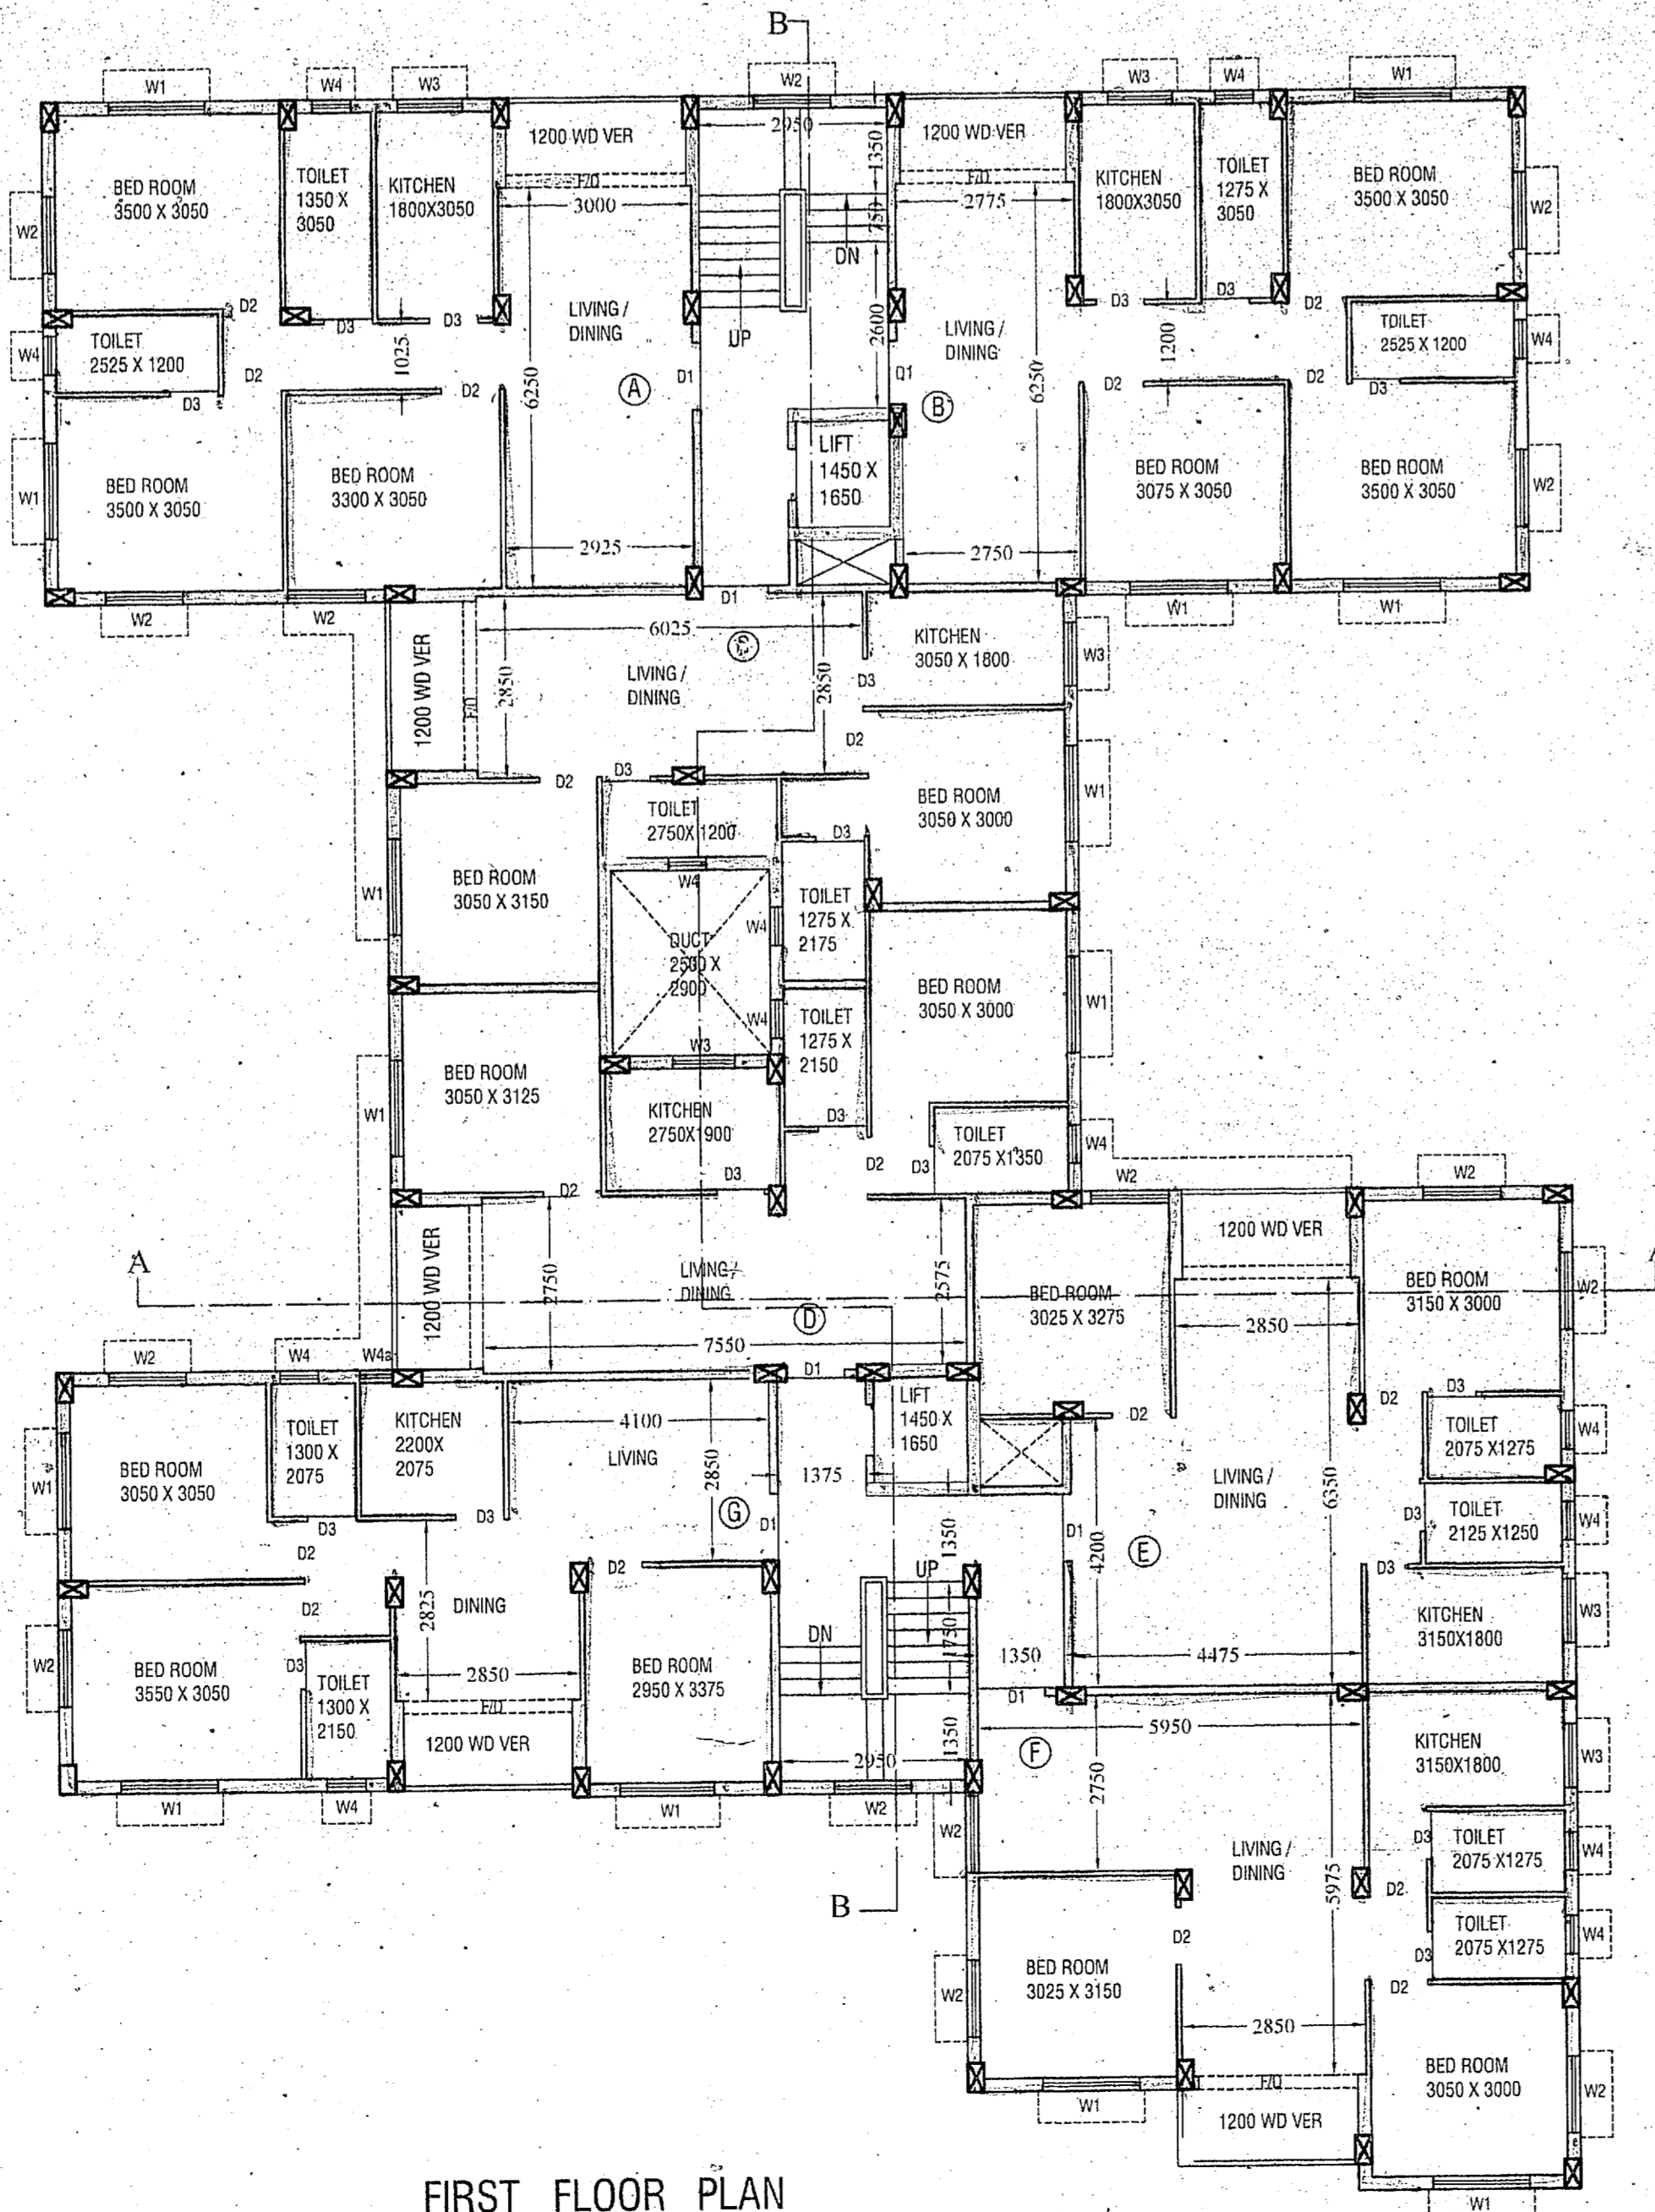 B
W1
W4
W3
W2
W3
W4
W1
1200 WD VER
2950
1350
1200 WD VER
BED ROOM
3500 X 3050
TOILET
1350 X
3050
KITCHEN
1800X3050
F/D
3000
750
F/D
2775
KITCHEN
1800X3050
TOILET
1275 X
3050
BED ROOM
3500 X 3050
W2
W2
DN
D2
D3
D3
LIVING /
DINING
UP
2600
LIVING /
DINING
D3
D3
D2
TOILET
2525 X 1200
W4
1025
1200
TOILET
2525 X 1200
W4
D2
D3
D2
6250
A
D1
D1
B
6250
D2
D2
D3
BED ROOM
3500 X 3050
W1
BED ROOM
3300 X 3050
LIFT
1450 X
1650
BED ROOM
3075 X 3050
BED ROOM
3500 X 3050
W2
2925
2750
W2
W2
D1
W1
W1
1200 WD VER
F/D
6025
2850
LIVING /
DINING
2850
KITCHEN
3050 X 1800
W3
D3
D2
D2
D3
TOILET
2750X 1200
D3
BED ROOM
3050 X 3000
W1
BED ROOM
3050 X 3150
W1
W4
DUCT
2500 X
2900
W4
TOILET
1275 X
2175
W4
W3
TOILET
1275 X
2150
BED ROOM
3050 X 3000
W1
BED ROOM
3050 X 3125
W1
KITCHEN
2750X1900
D3
D3
D2
TOILET
2075 X1350
D3
W4
D2
W2
W2
1200 WD VER
2750
LIVING /
DINING
2575
1200 WD VER
A
BED ROOM
3025 X 3275
BED ROOM
3150 X 3000
W2
D
7550
2850
W2
W4
W4a
D1
TOILET
1300 X
2075
KITCHEN
2200X
2075
4100
LIVING
2850
LIFT
1450 X
1650
1375
D2
D2
D3
TOILET
2075 X1275
W4
BED ROOM
3050 X 3050
W1
LIVING /
DINING
6350
G
D1
D3
D3
D2
1350
UP
D1
4200
E
D3
TOILET
2125 X1250
W4
D2
D3
D2
2825
DINING
DN
1750
KITCHEN
3150X1800
W3
BED ROOM
3550 X 3050
W2
D3
TOILET
1300 X
2150
2850
BED ROOM
2950 X 3375
1350
4475
F/D
1200 WD VER
D1
5950
2950
1350
F
KITCHEN
3150X1800
W3
W1
W4
W1
W2
W2
2750
LIVING /
DINING
D3
TOILET
2075 X1275
W4
B
5975
D2
D2
TOILET
2075 X1275
D3
W4
BED ROOM
3025 X 3150
W2
D2
2850
F/D
1200 WD VER
W1
BED ROOM
3050 X 3000
W2
W1
FIRST FLOOR PLAN